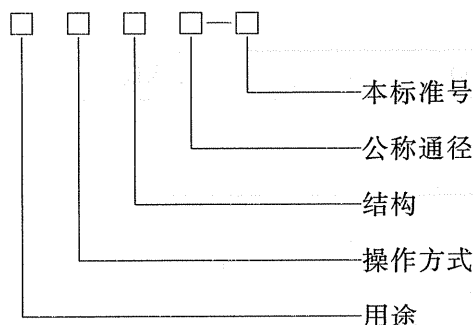 本标准号
公称通径
结构
操作方式
用途